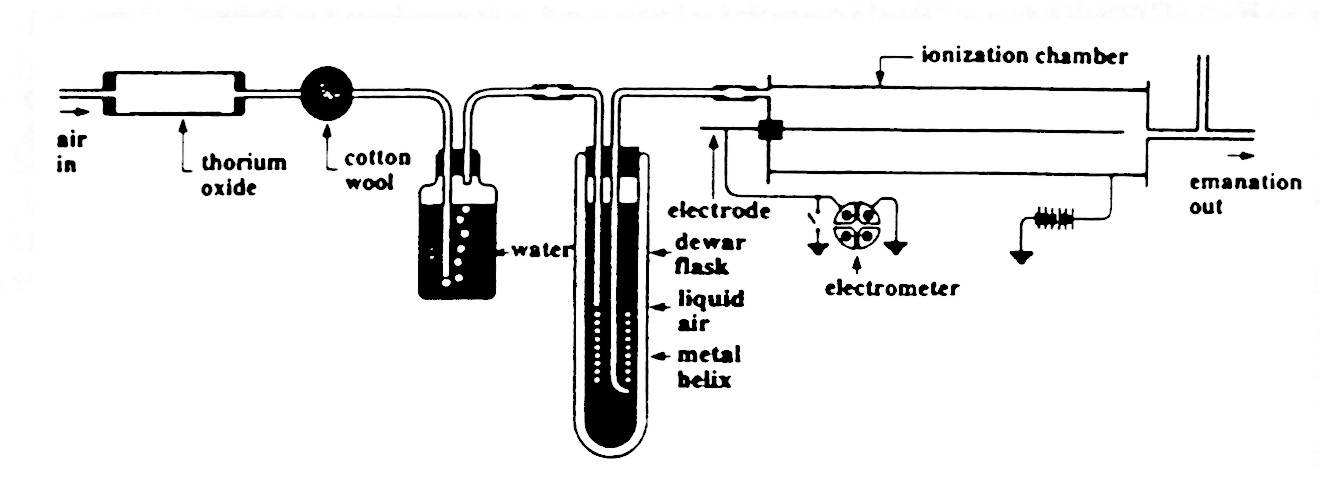 ionization chamber
air
in
thorium
oxide
cotton
wool
water
electrode
dewar
flask
liquid
air
metal
helix
electrometer
emanation
out